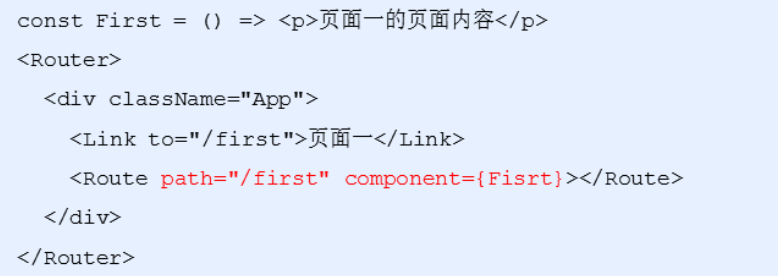 const First = () => <p>页面一的页面内容</p>
<Router>
  <div className="App">
    <Link to="/first">页面一</Link>
    <Route path="/first" component={Fisrt}></Route>
  </div>
</Router>